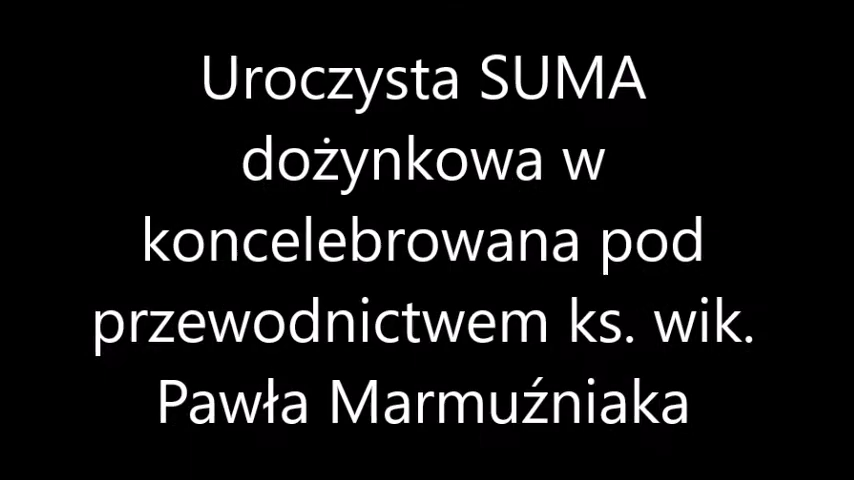 Uroczysta SUMA
dożynkowa w
koncelebrowana pod
przewodnictwem ks. wik.
Pawła Marmuźniaka